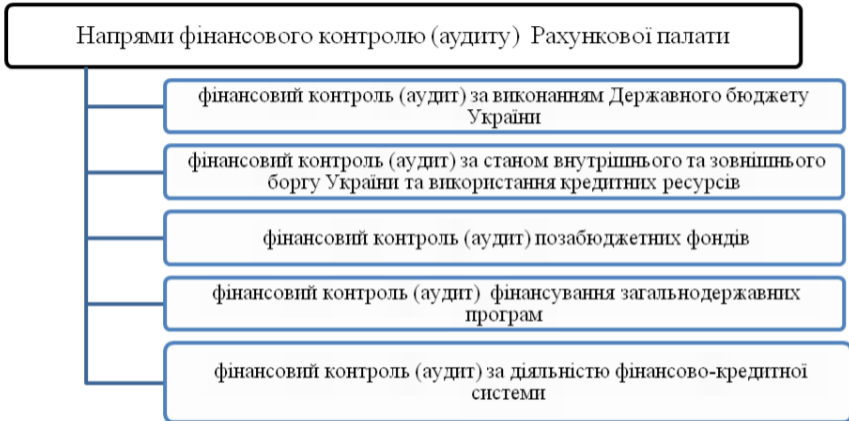 Напрями фінансового контролю (аудиту) Рахункової палати
фінансовий контроль (аудит) за виконанням Державного бюджету
України
фінансовий контроль (аудит) за станом внутрішнього та зовнішнього
боргу України та використання кредитних ресурсів
фінансовий контроль (аудит) позабюджетних фондів
фінансовий контроль (аудит) фінансування загальнодержавних
програм
фінансовий контроль (аудит) за діяльністю фінансово-кредитної
системи